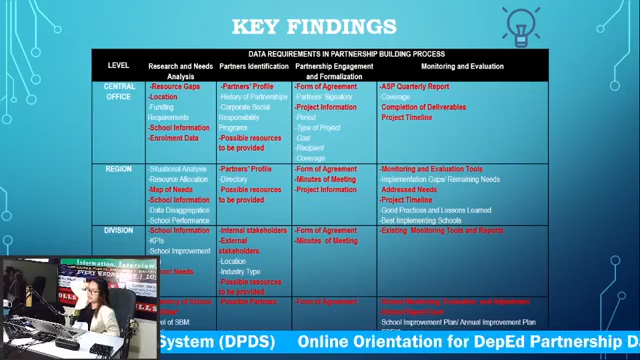 KEY FINDINGS
DATA REQUIREMENTS IN PARTNERSHIP BUILDING PROCESS
LEVEL
Research and Needs Analysis
Partners Identification
Partnership Engagement and Formalization
Monitoring and Evaluation
CENTRAL OFFICE
-Resource Gaps
-Location
-Funding
Requirements
-School Information
-Enrolment Data
-Partners' Profile
-History of Partnerships
-Corporate Social
Responsibility
Programs
-Possible resources
to be provided
-Form of Agreement
-Partners' Signatory
-Project Information
-Period
-Type of Project
-Cost
-Recipient
-Coverage
-ASP Quarterly Report
-Coverage
Completion of Deliverables
Project Timeline
REGION
-Situational Analyse
-Resource Allocation
-Map of Needs
-School Information
-Data Disaggregation
-School Performance
-Partners' Profile
-Directory
-Possible resources
to be provided
-Form of Agreement
-Minutes of Meeting
-Project Information
-Monitoring and Evaluation Tools
-Implementation Gaps/ Remaining Needs
Addressed Needs
-Project Timeline
-Good Practices and Lessons Learned
-Best Implementing Schools
DIVISION
-School Information
-KPIs
-School Improvement
Needs
-Internal stakeholders
-External
stakeholders
-Location
-Industry Type
-Possible resources
to be provided
-Form of Agreement
-Minutes of Meeting
-Existing Monitoring Tools and Reports
of School
of SBM
-Possible Partners
-Form of Agreement
-School Monitoring, Evaluation, and Adjustment
-School Improvement Plan/ Annual Improvement Plan
Information. Interview.
EVERY WEDNESDAY
System (DPDS) Online Orientation for DepEd Partnership D